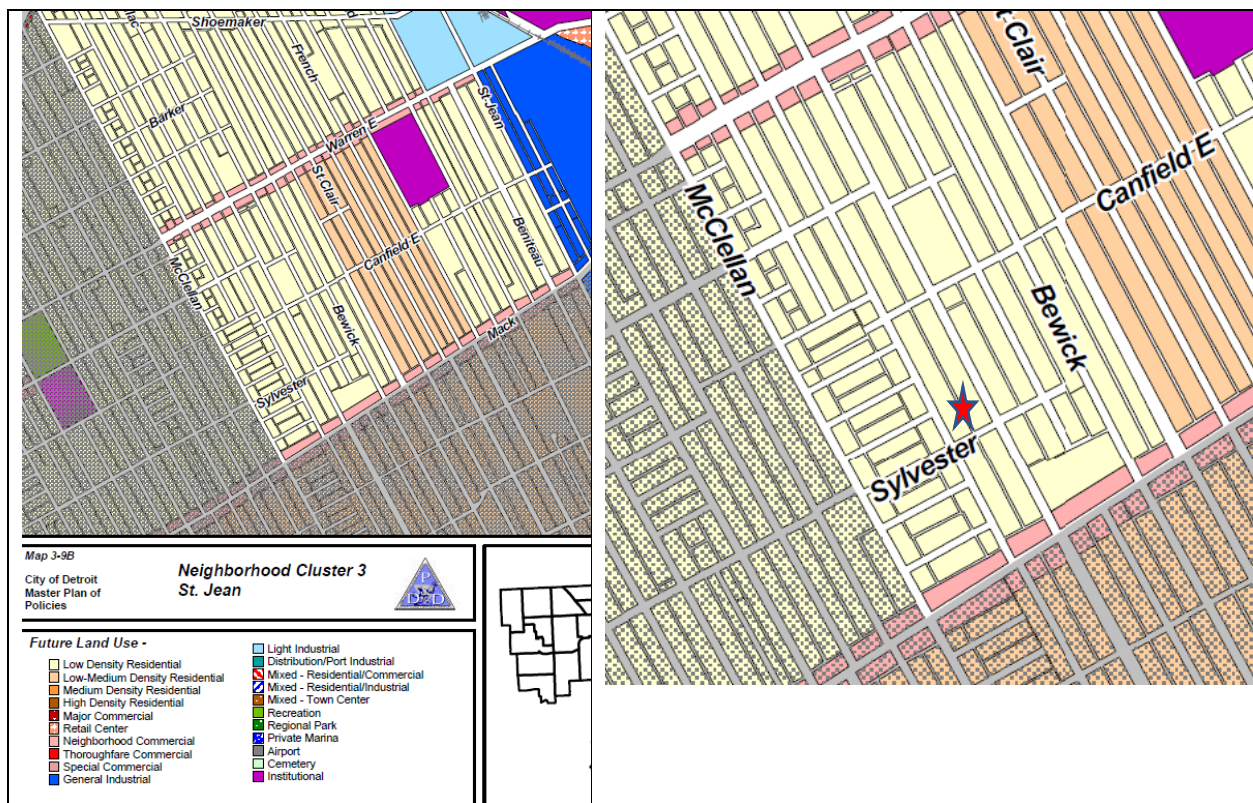 Shoemaker
French
Barker
Warren E
St Jean
St Clair
Canfield E
Beniteau
McClellan
Bewick
Mack
Sylvester
Map 3-9B
City of Detroit
Master Plan of
Policies
Neighborhood Cluster 3
St. Jean
P
D D
Future Land Use -
Low Density Residential
Low-Medium Density Residential
Medium Density Residential
High Density Residential
Major Commercial
Retail Center
Neighborhood Commercial
Thoroughfare Commercial
Special Commercial
General Industrial
Light Industrial
Distribution/Port Industrial
Mixed - Residential/Commercial
Mixed - Residential/Industrial
Mixed - Town Center
Recreation
Regional Park
Private Marina
Airport
Cemetery
Institutional
t Clair
Canfield E
McClellan
Bewick
Sylvester